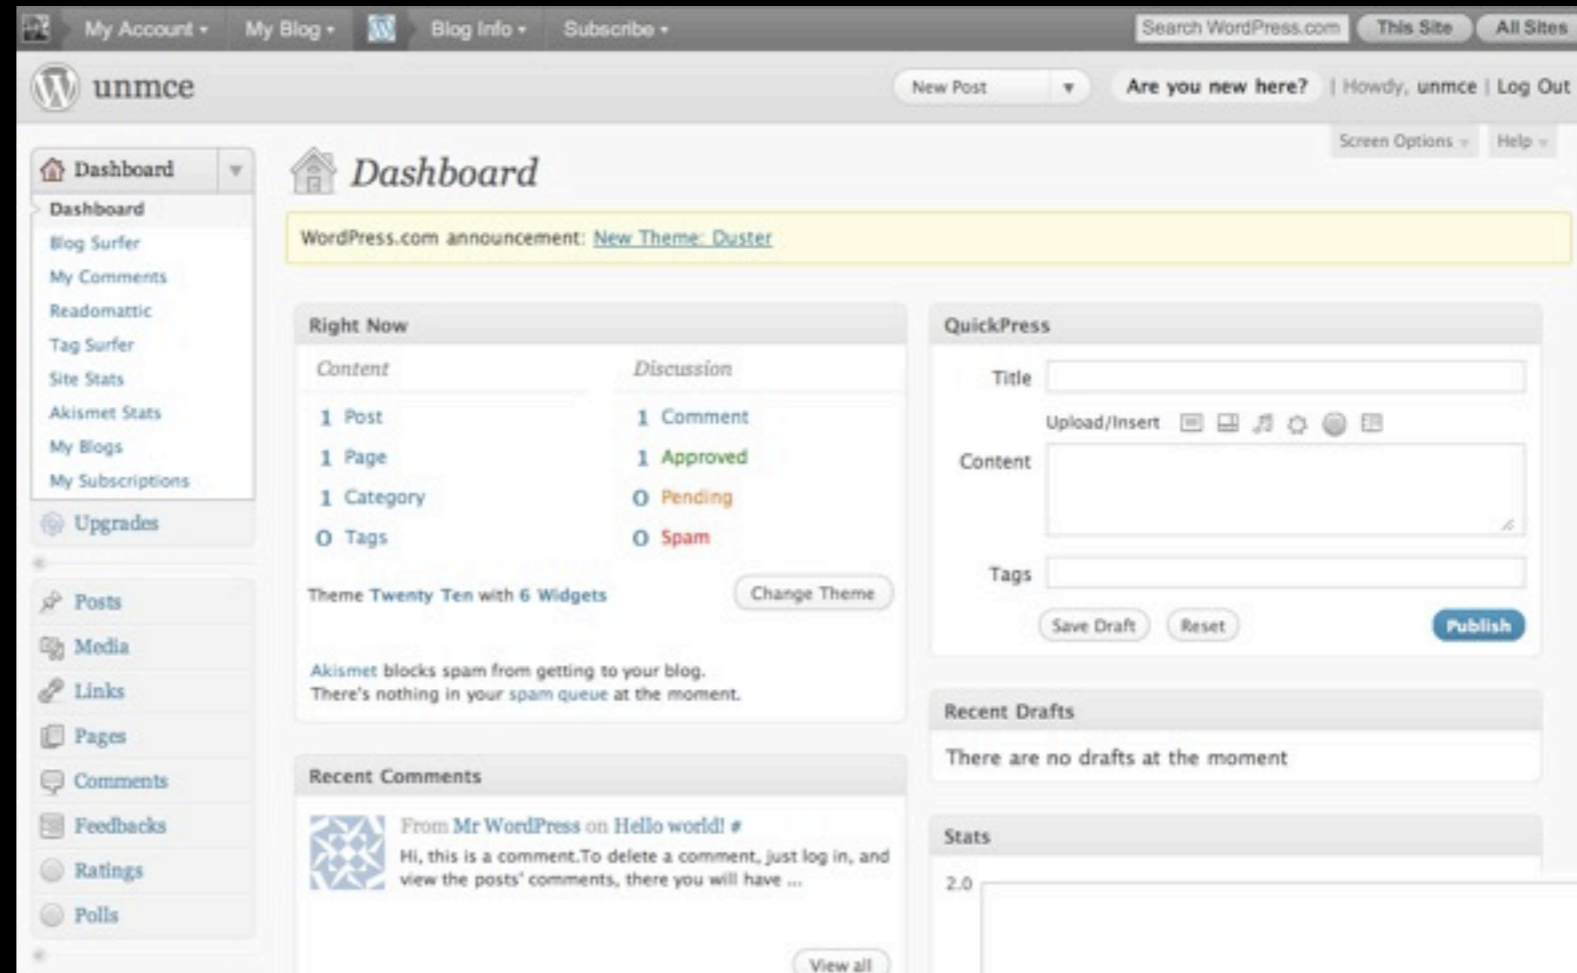 My Account
My Blog
Blog Info
Subscribe
Search WordPress.com
This Site
All Sites
unmce
New Post
Are you new here?
| Howdy, unmce | Log Out
Screen Options
Help
Dashboard
Dashboard
Blog Surfer
My Comments
Readomattic
Tag Surfer
Site Stats
Akismet Stats
My Blogs
My Subscriptions
Upgrades
Posts
Media
Links
Pages
Comments
Feedbacks
Ratings
Polls
Dashboard
WordPress.com announcement: New Theme: Duster
Right Now
Content
1 Post
1 Page
1 Category
0 Tags
Discussion
1 Comment
1 Approved
0 Pending
0 Spam
Theme Twenty Ten with 6 Widgets
Change Theme
Akismet blocks spam from getting to your blog.
There's nothing in your spam queue at the moment.
Recent Comments
From Mr WordPress on Hello world! #
Hi, this is a comment.To delete a comment, just log in, and
view the posts' comments, there you will have ...
View all
QuickPress
Title
Upload/Insert
Content
Tags
Save Draft
Reset
Publish
Recent Drafts
There are no drafts at the moment
Stats
2.0